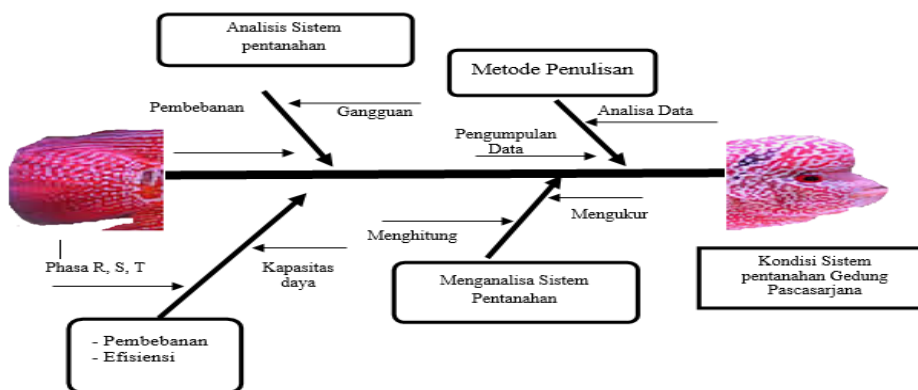 Analisis Sistem
pentanahan
Metode Penulisan
Pembebanan
Gangguan
Analisa Data
Pengumpulan
Data
Menghitung
Mengukur
Phasa R, S, T
Kapasitas
daya
Menganalisa Sistem
Pentanahan
Kondisi Sistem
pentanahan Gedung
Pascasarjana
- Pembebanan
- Efisiensi